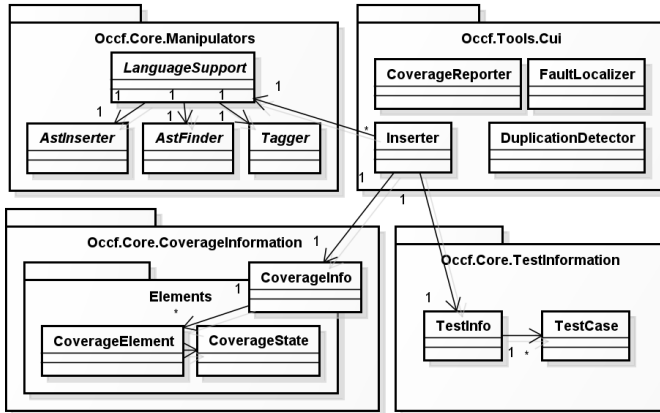 Occf.Core.Manipulators
LanguageSupport
1
1
1
1
1
1
1
AstInserter
AstFinder
Tagger
Occf.Tools.Cui
CoverageReporter
FaultLocalizer
*
Inserter
DuplicationDetector
1
1
Occf.Core.CoverageInformation
1
CoverageInfo
Elements
1
*
CoverageElement
CoverageState
Occf.Core.TestInformation
1
TestInfo
TestCase
1
*